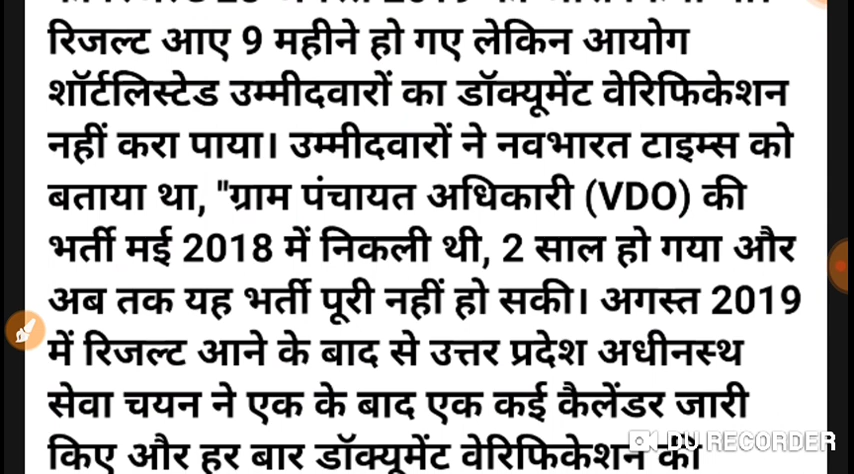 रिजल्ट आए 9 महीने हो गए लेकिन आयोग
शॉर्टलिस्टेड उम्मीदवारों का डॉक्यूमेंट वेरिफिकेशन
नहीं करा पाया। उम्मीदवारों ने नवभारत टाइम्स को
बताया था, "ग्राम पंचायत अधिकारी (VDO) की
भर्ती मई 2018 में निकली थी, 2 साल हो गया और
अब तक यह भर्ती पूरी नहीं हो सकी। अगस्त 2019
में रिजल्ट आने के बाद से उत्तर प्रदेश अधीनस्थ
सेवा चयन ने एक के बाद एक कई कैलेंडर जारी
किए और हर बार डॉक्यूमेंट वेरिफिकेशन को
DU RECORDER